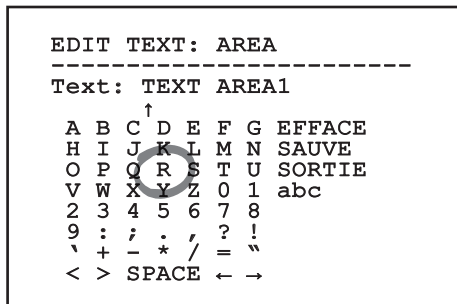 EDIT TEXT: AREA
------------------------
Text: TEXT AREA1
↑
A B C D E F G EFFACE
H I J K L M N SAUVE
O P Q R S T U SORTIE
V W X Y Z 0 1 abc
2 3 4 5 6 7 8
9 : ; . , ? !
‵ + - * / = ‶
< > SPACE ← →